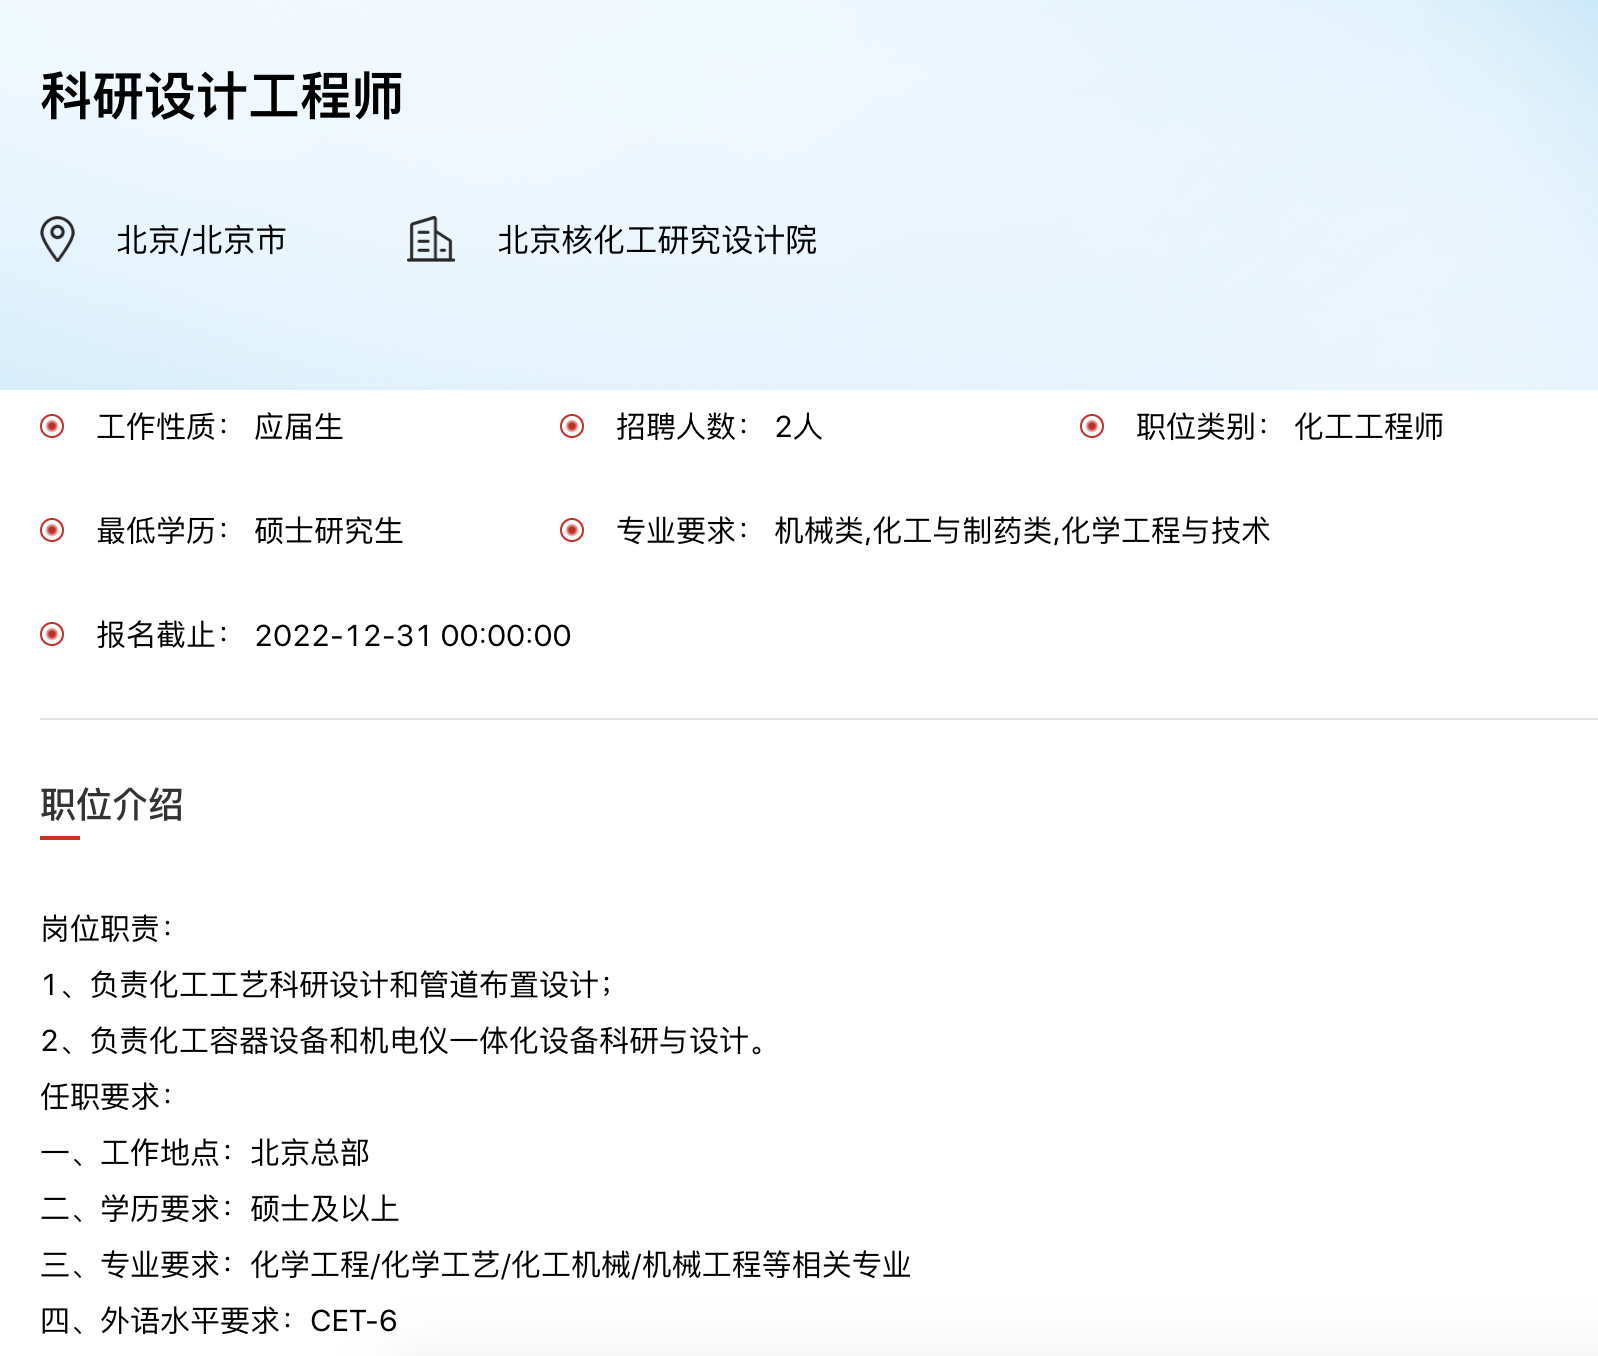 科研设计工程师
北京/北京市 北京核化工研究设计院
工作性质： 应届生 招聘人数： 2人 职位类别： 化工工程师
最低学历： 硕士研究生 专业要求： 机械类,化工与制药类,化学工程与技术
报名截止： 2022-12-31 00:00:00
职位介绍
岗位职责：
1、负责化工工艺科研设计和管道布置设计；
2、负责化工容器设备和机电仪一体化设备科研与设计。
任职要求：
一、工作地点：北京总部
二、学历要求：硕士及以上
三、专业要求：化学工程/化学工艺/化工机械/机械工程等相关专业
四、外语水平要求：CET-6